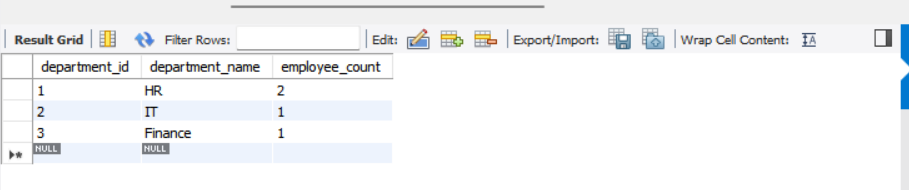 Result Grid Filter Rows: Edit: Export/Import: Wrap Cell Content: IA
department_id department_name employee_count
1 HR 2
2 IT 1
3 Finance 1
NULL NULL